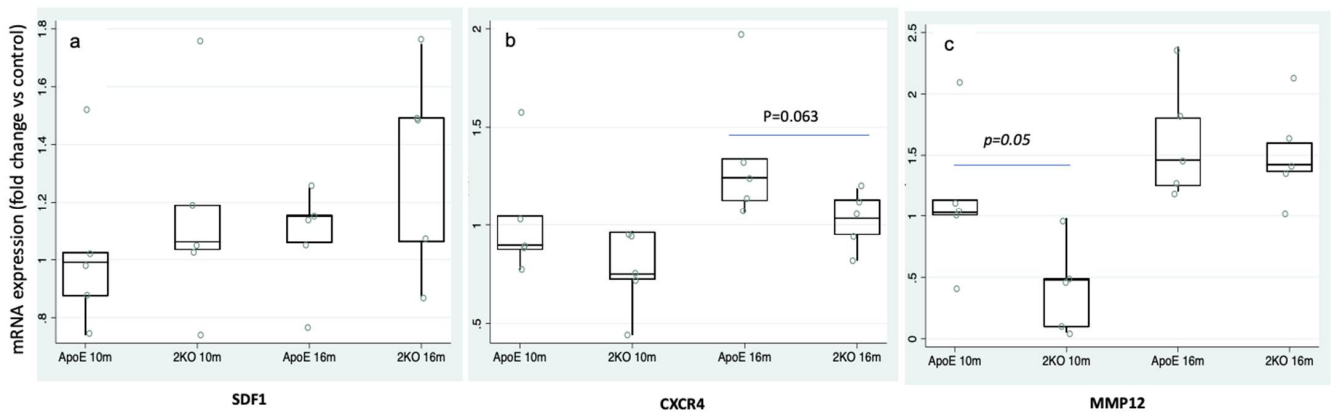 mRNA expression (fold change vs control)
a
1.8
1.6
1.4
1.2
1
.8
ApoE 10m 2KO 10m ApoE 16m 2KO 16m
SDF1
b
2
1.5
1
.5
P=0.063
ApoE 10m 2KO 10m ApoE 16m 2KO 16m
CXCR4
c
2.5
2
1.5
1
.5
0
p=0.05
ApoE 10m 2KO 10m ApoE 16m 2KO 16m
MMP12